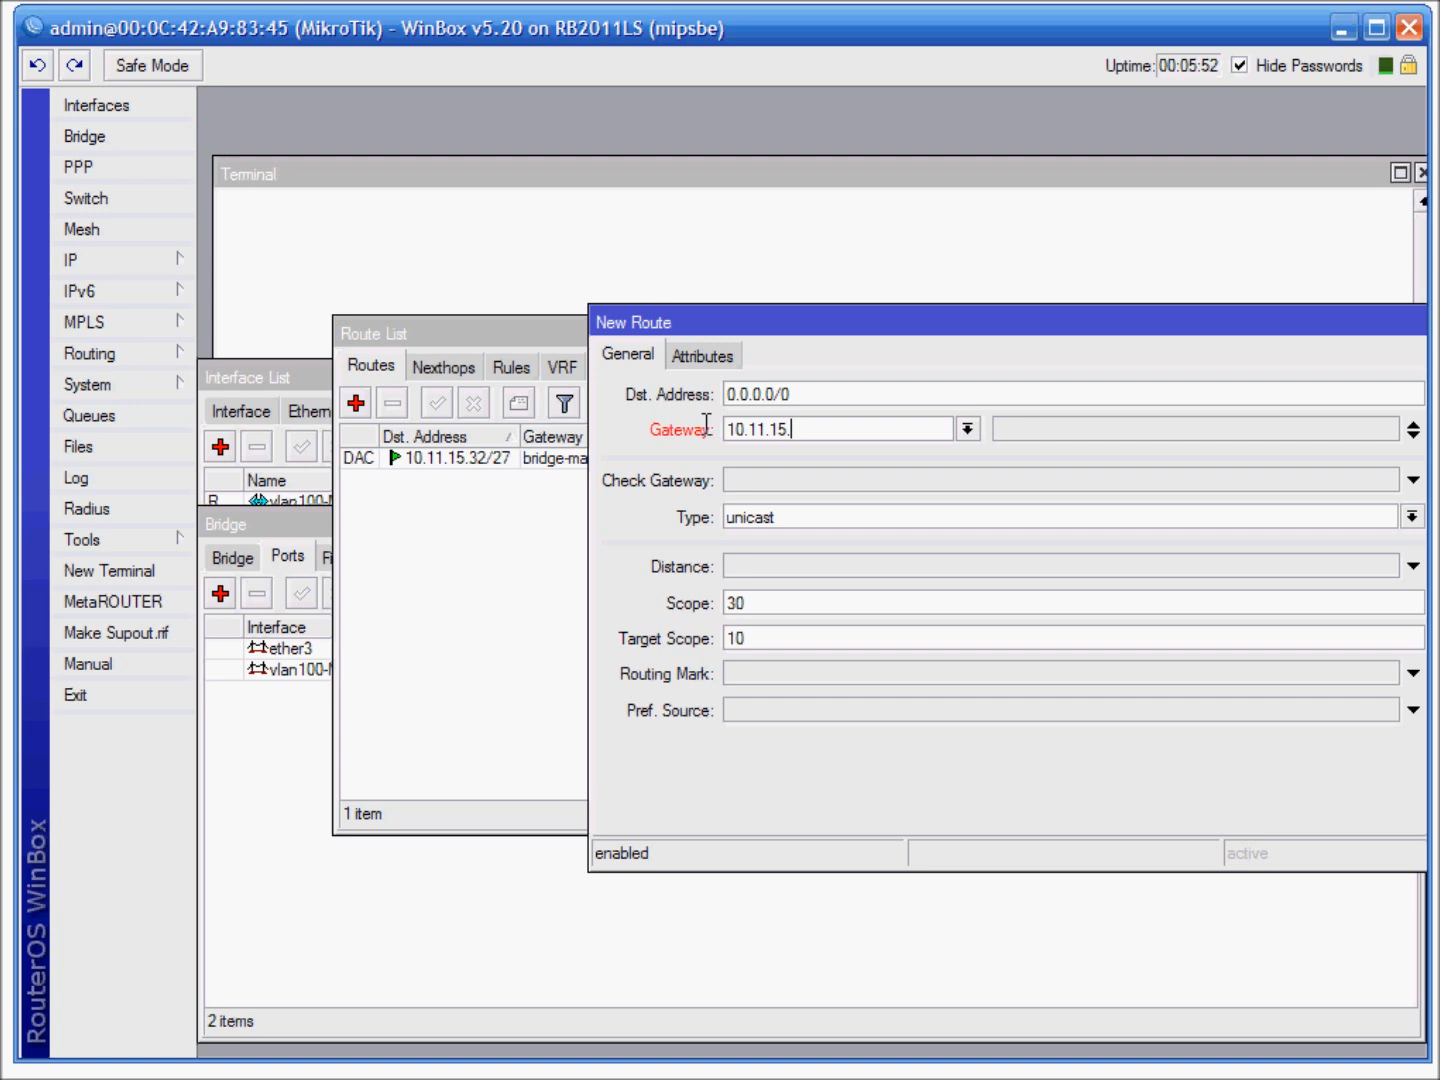 admin@00:0C:42:A9:83:45 (MikroTik) - WinBox v5.20 on RB2011LS (mipsbe)
Safe Mode
Uptime: 00:05:52 Hide Passwords
Interfaces
Bridge
PPP
Switch
Mesh
IP
IPv6
MPLS
Routing
System
Queues
Files
Log
Radius
Tools
New Terminal
MetaROUTER
Make Supout.rif
Manual
Exit
RouterOS WinBox
Terminal
Interface List
Interface
Name
R
Bridge
Bridge Ports
Interface
ether3
2 items
Route List
Routes Nexthops Rules VRF
Dst. Address Gateway
DAC 10.11.15.32/27
1 item
New Route
General Attributes
Dst. Address: 0.0.0.0/0
Gateway: 10.11.15.
Check Gateway:
Type: unicast
Distance:
Scope: 30
Target Scope: 10
Routing Mark:
Pref. Source:
enabled active